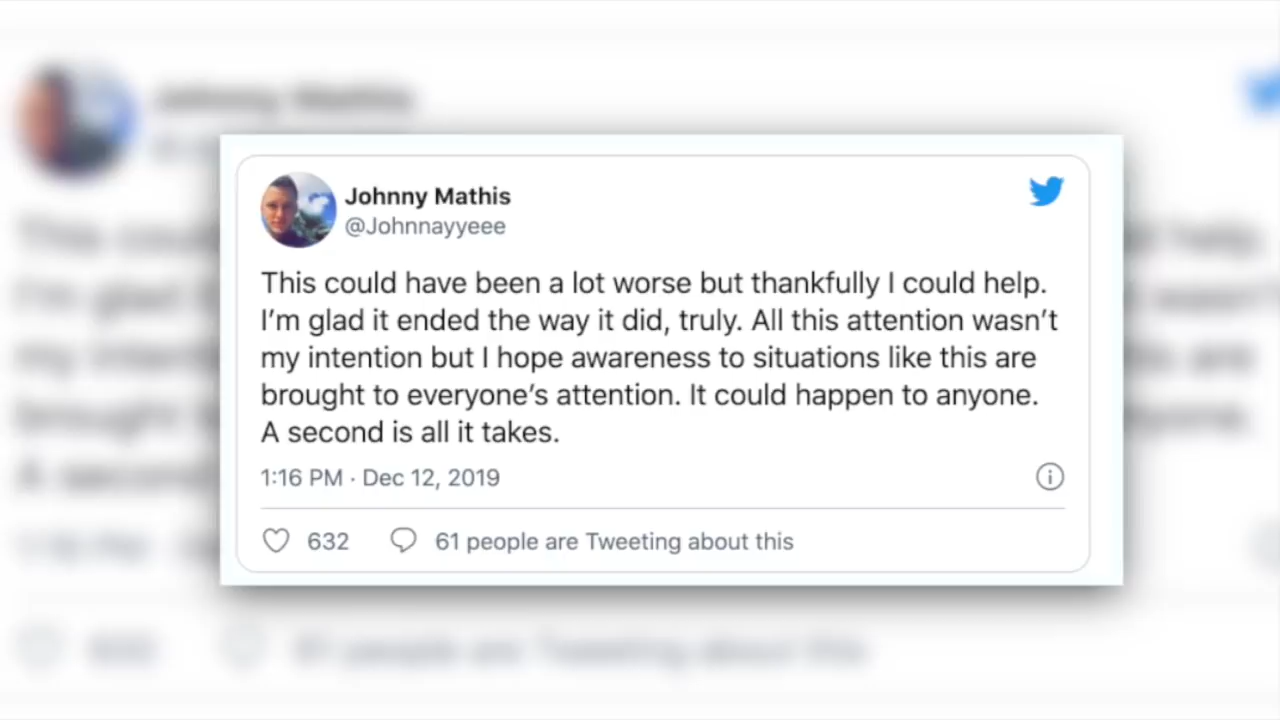 Johnny Mathis
@Johnnayyeee
This could have been a lot worse but thankfully I could help.
I’m glad it ended the way it did, truly. All this attention wasn’t
my intention but I hope awareness to situations like this are
brought to everyone’s attention. It could happen to anyone.
A second is all it takes.
1:16 PM · Dec 12, 2019
632 61 people are Tweeting about this